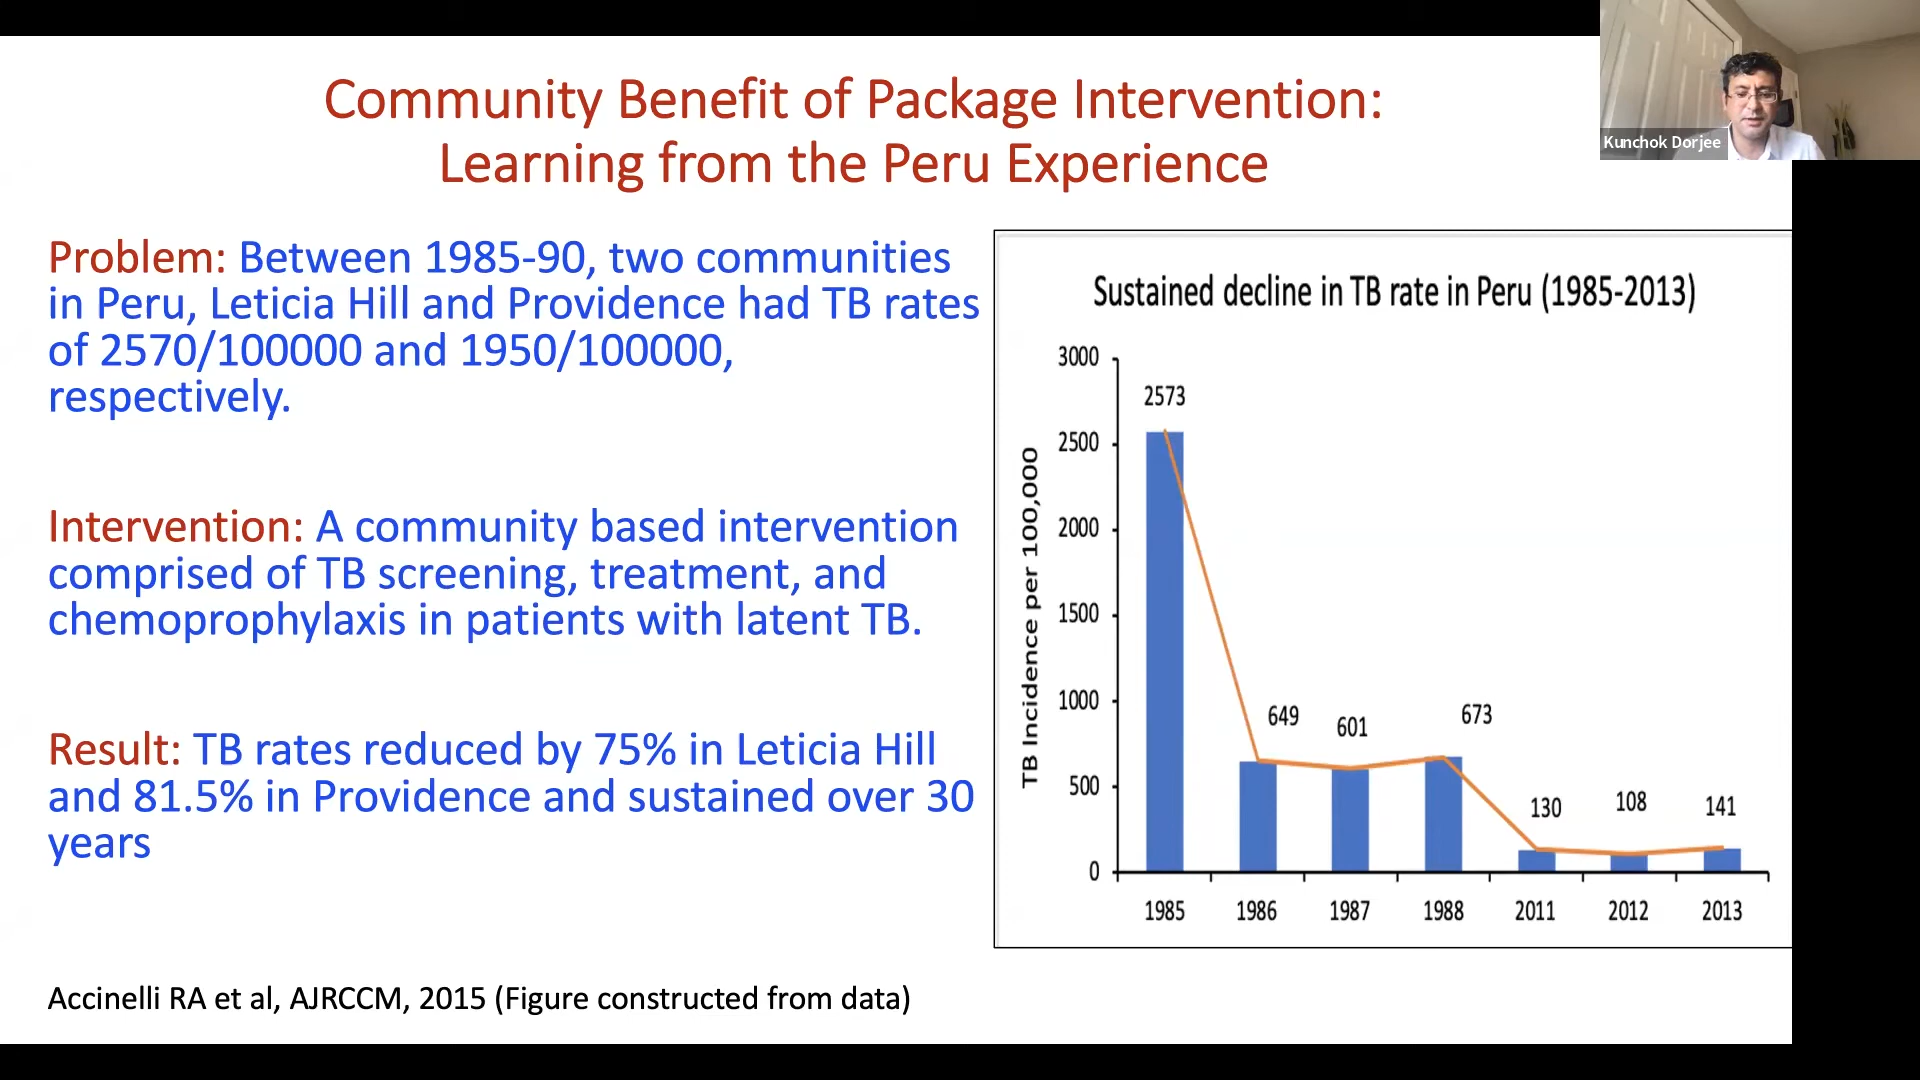 Community Benefit of Package Intervention:
Learning from the Peru Experience
Kunchok Dorjee
Problem: Between 1985-90, two communities
in Peru, Leticia Hill and Providence had TB rates
of 2570/100000 and 1950/100000,
respectively.
Intervention: A community based intervention
comprised of TB screening, treatment, and
chemoprophylaxis in patients with latent TB.
Result: TB rates reduced by 75% in Leticia Hill
and 81.5% in Providence and sustained over 30
years
Accinelli RA et al, AJRCCM, 2015 (Figure constructed from data)
Sustained decline in TB rate in Peru (1985-2013)
TB Incidence per 100,000
3000
2500
2000
1500
1000
500
0
2573
649
601
673
130
108
141
1985
1986
1987
1988
2011
2012
2013